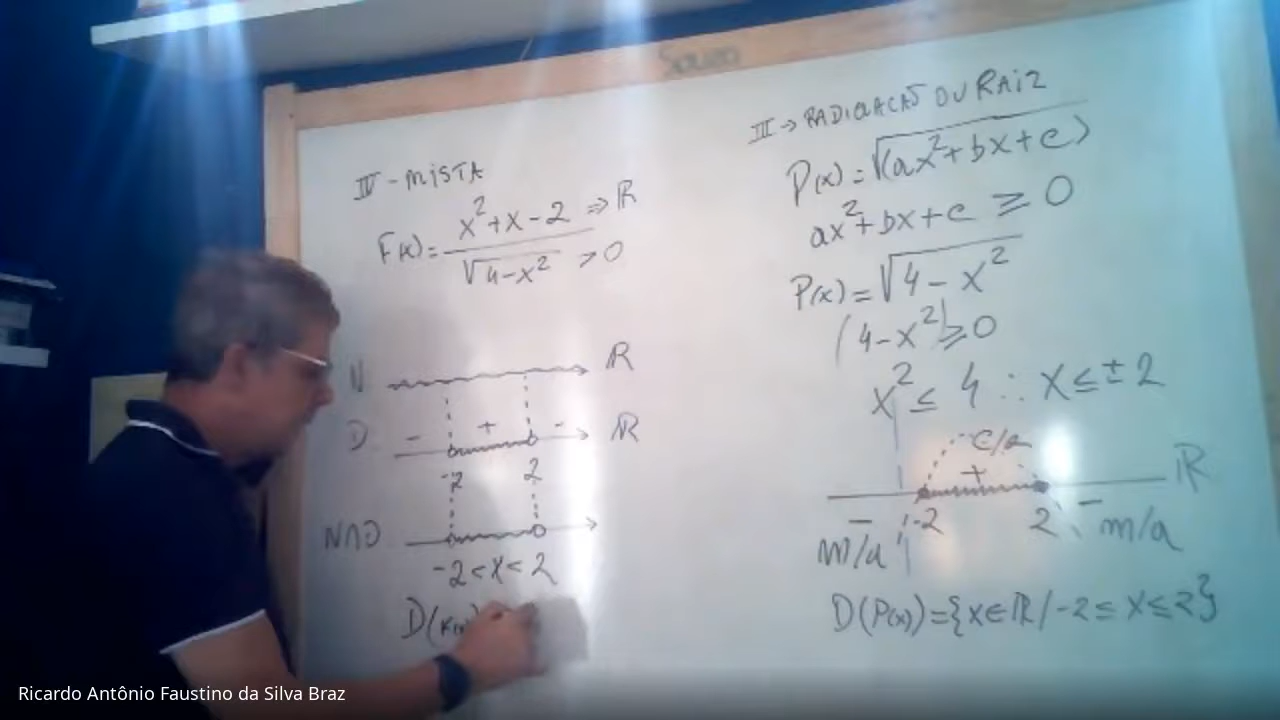 IV - MISTA
F(x) = x²+x-2 / √4-x² ⇒ R > 0
N R
D - + - R
-2 2
N∩D
-2 < x < 2
D(F(x)
III → RADICIAÇÃO OU RAIZ
P(x) = √(ax²+bx+c)
ax²+bx+c ≥ 0
P(x) = √4-x²
(4-x²) ≥ 0
x² ≤ 4 ∴ x ≤ ± 2
c/a
+ R
- -2 2 - m/a
m/a
D(P(x)) = {x∈R/-2 ≤ x ≤ 2}
Ricardo Antônio Faustino da Silva Braz